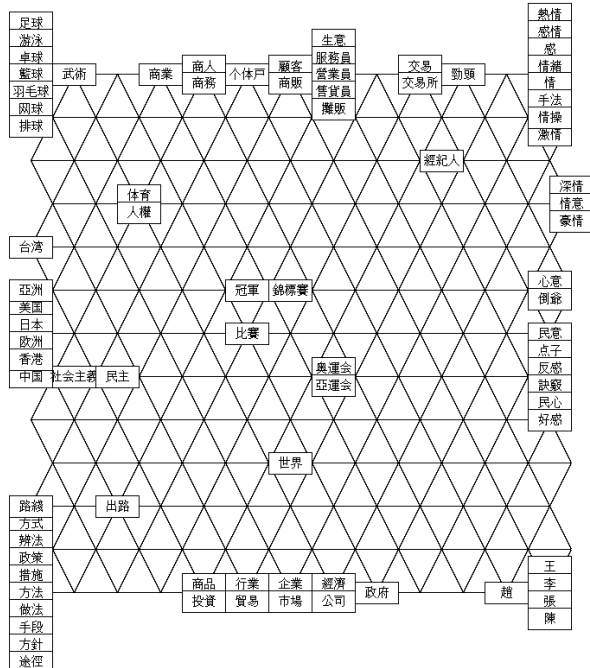 足球
游泳
卓球
籃球
羽毛球
网球
排球
武術
商業
商人
商務
个体戸
顧客
商販
生意
服務員
營業員
售貨員
攤販
交易
交易所
勁頭
熱情
感情
感
情緒
情
手法
情操
激情
經紀人
体育
人權
深情
情意
豪情
台湾
亞洲
美国
日本
欧洲
香港
中国
社会主義
民主
冠軍
錦標賽
心意
倒爺
比賽
民意
点子
反感
訣竅
民心
好感
奧運会
亞運会
世界
路綫
方式
辨法
政策
措施
方法
做法
手段
方針
途徑
出路
商品
投資
行業
貿易
企業
市場
經濟
公司
政府
趙
王
李
張
陳